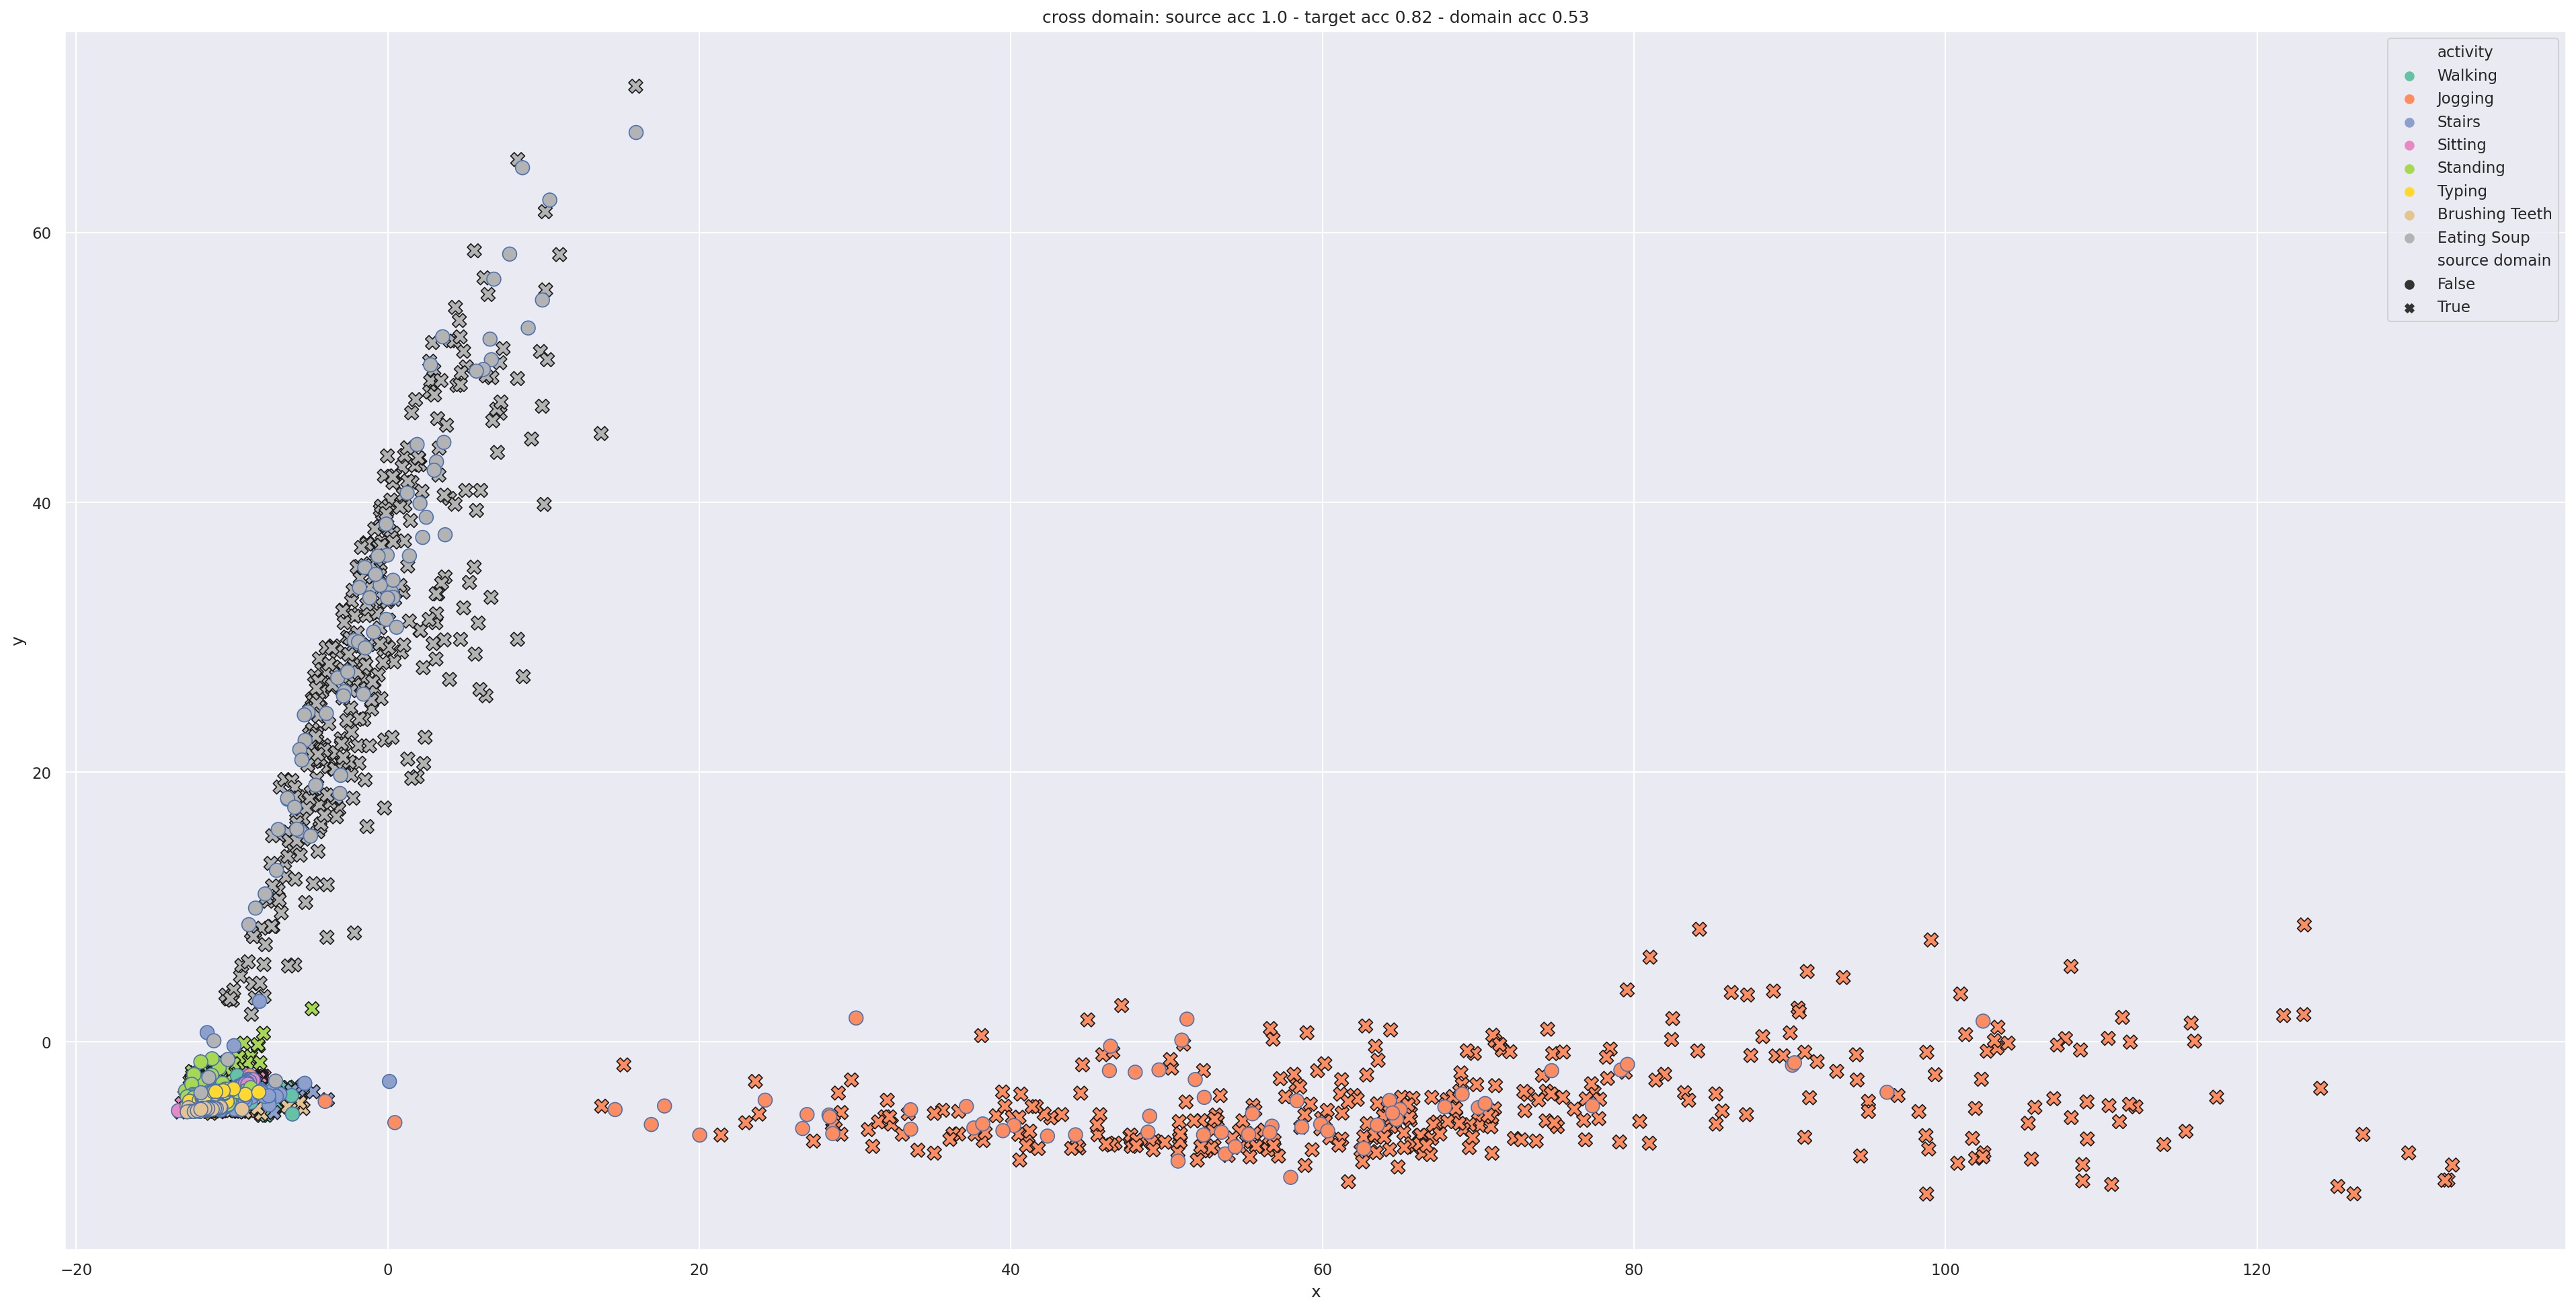 cross domain: source acc 1.0 - target acc 0.82 - domain acc 0.53
activity
Walking
Jogging
Stairs
Sitting
Standing
Typing
Brushing Teeth
Eating Soup
source domain
False
True
60
40
20
0
y
−20 0 20 40 60 80 100 120
x